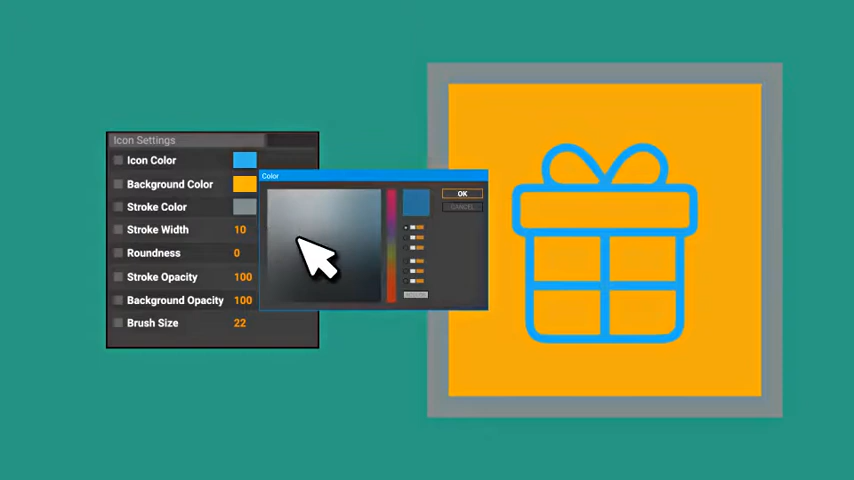 Icon Settings
Icon Color
Background Color
Stroke Color
Stroke Width 10
Roundness 0
Stroke Opacity 100
Background Opacity 100
Brush Size 22
Color
OK
CANCEL